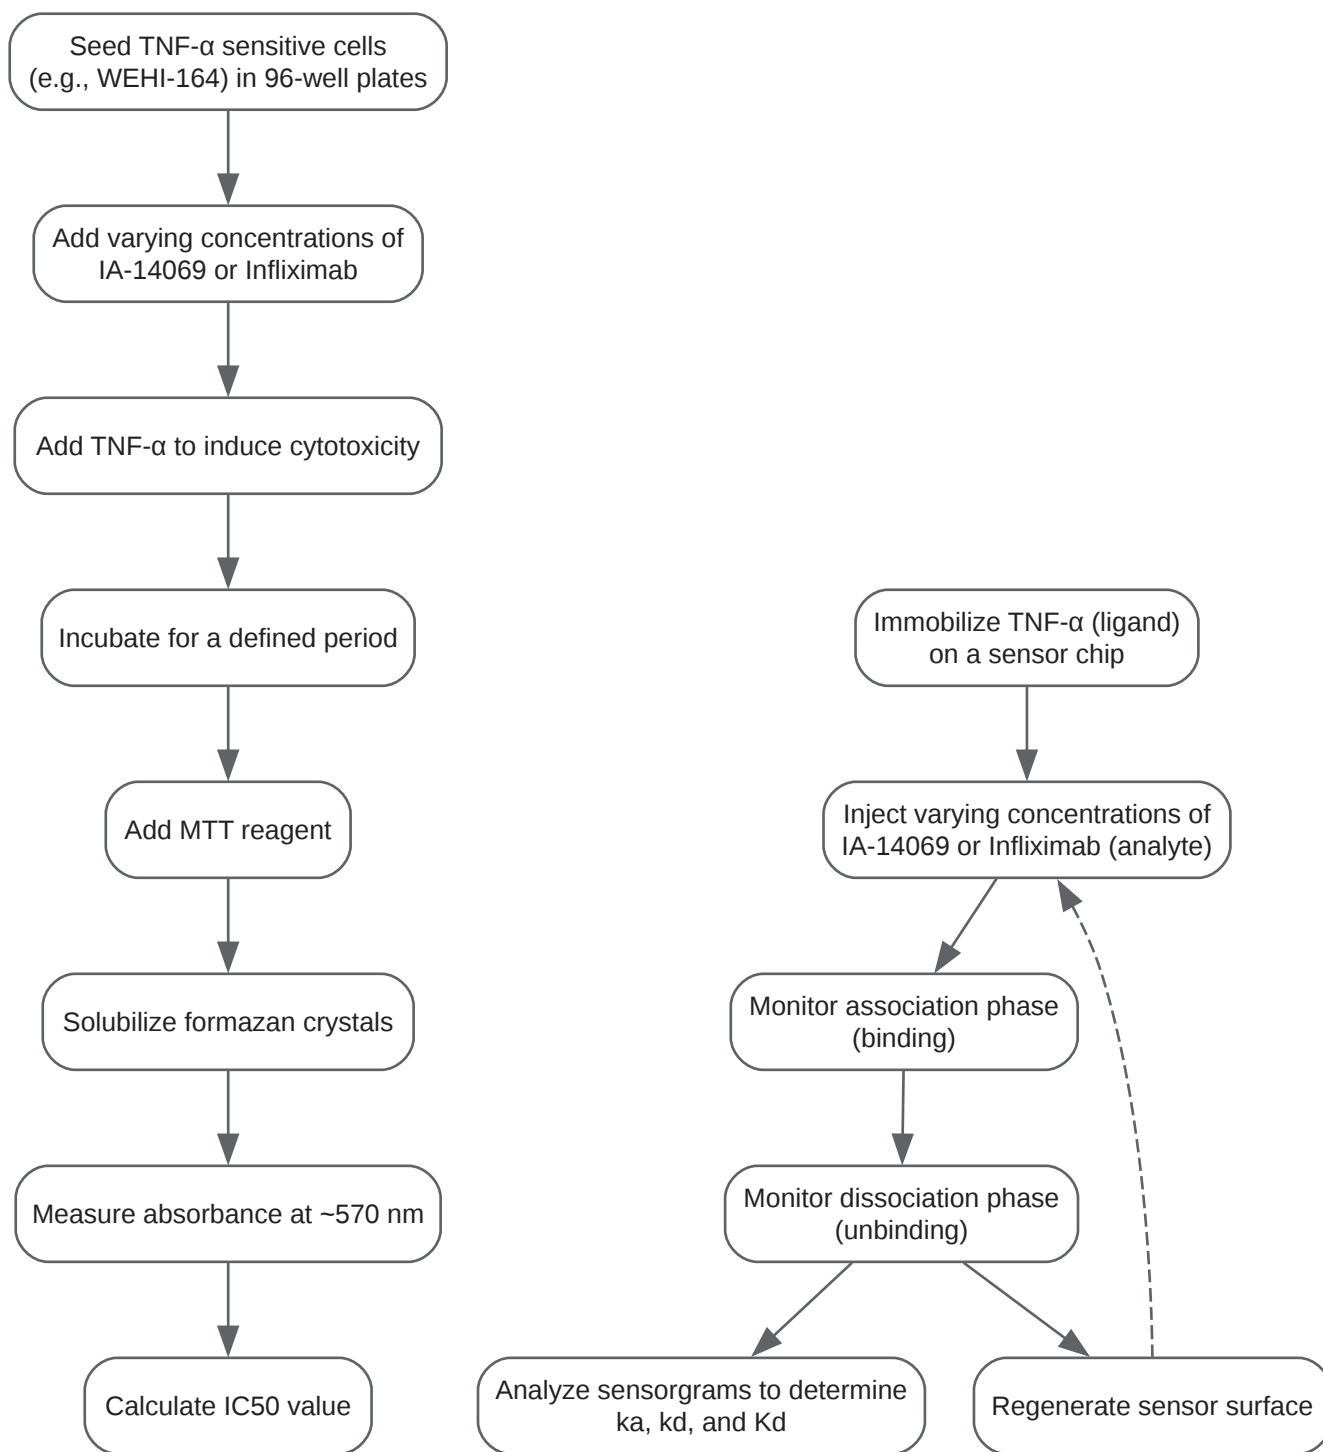 Seed TNF-α sensitive cells
(e.g., WEHI-164) in 96-well plates
Add varying concentrations of
IA-14069 or Infliximab
Add TNF-α to induce cytotoxicity
Incubate for a defined period
Add MTT reagent
Solubilize formazan crystals
Measure absorbance at ~570 nm
Calculate IC50 value
Immobilize TNF-α (ligand)
on a sensor chip
Inject varying concentrations of
IA-14069 or Infliximab (analyte)
Monitor association phase
(binding)
Monitor dissociation phase
(unbinding)
Analyze sensorgrams to determine
ka, kd, and Kd
Regenerate sensor surface